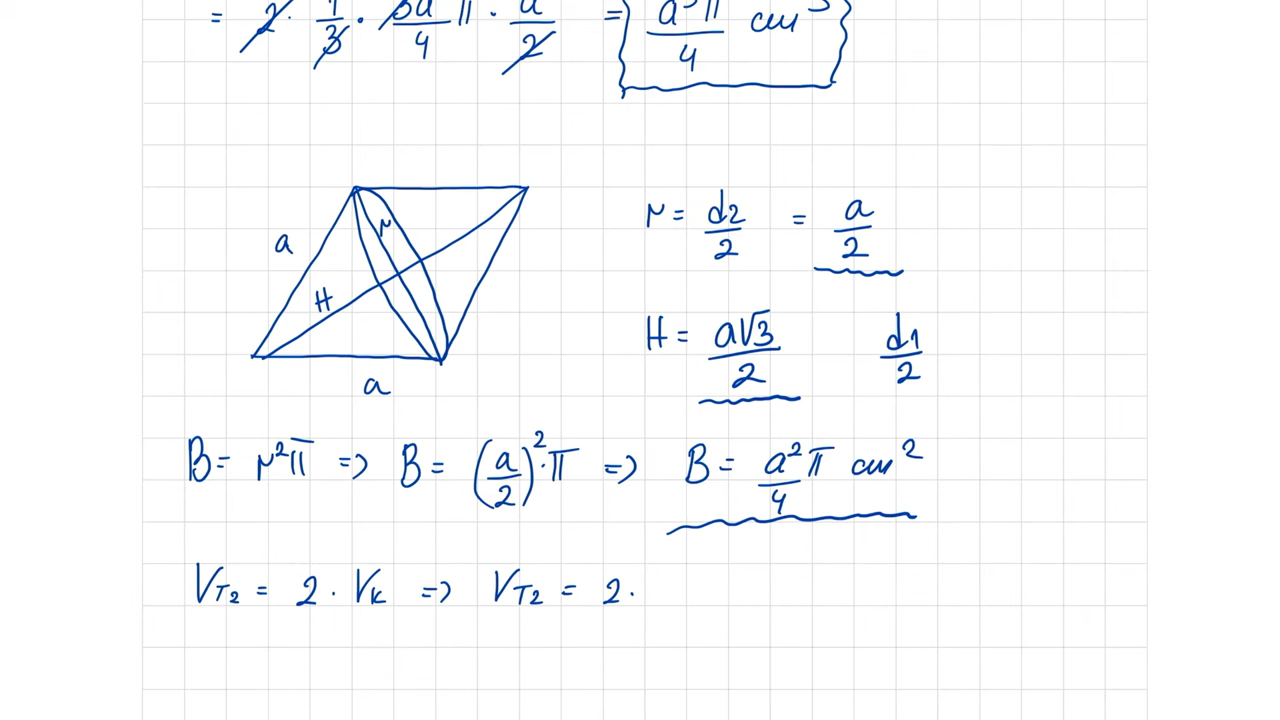 = 2 · 1/3 · 3a/4 π · a/2 = a³π/4 cm³
r = d2/2 = a/2
a
r
H
H = a√3/2 d1/2
a
B = r²π => B = (a/2)² · π => B = a²π/4 cm²
VT2 = 2 · VK => VT2 = 2 ·